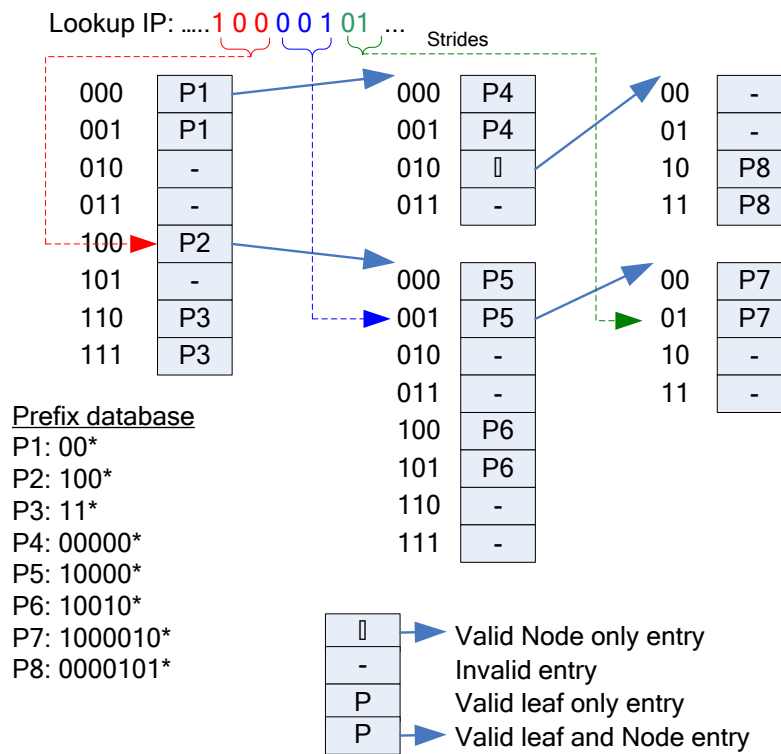 Lookup IP: .....1 0 0 0 0 1 01 ...
Strides
000 P1
001 P1
010 -
011 -
100 P2
101 -
110 P3
111 P3
000 P4
001 P4
010 ▯
011 -
00 -
01 -
10 P8
11 P8
000 P5
001 P5
010 -
011 -
100 P6
101 P6
110 -
111 -
00 P7
01 P7
10 -
11 -
Prefix database
P1: 00*
P2: 100*
P3: 11*
P4: 00000*
P5: 10000*
P6: 10010*
P7: 1000010*
P8: 0000101*
▯ Valid Node only entry
- Invalid entry
P Valid leaf only entry
P Valid leaf and Node entry